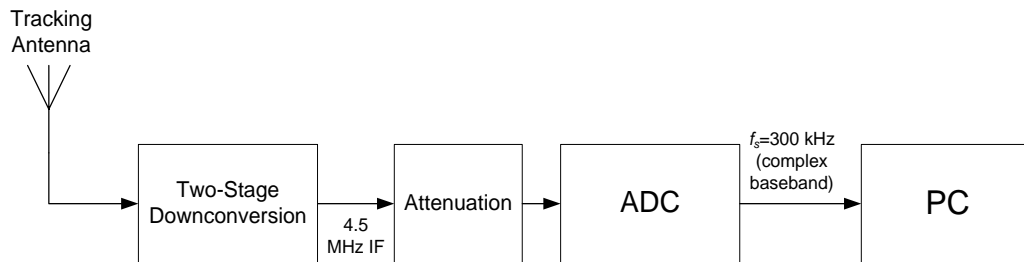 Tracking
Antenna
Two-Stage
Downconversion
4.5
MHz IF
Attenuation
ADC
fs=300 kHz
(complex
baseband)
PC